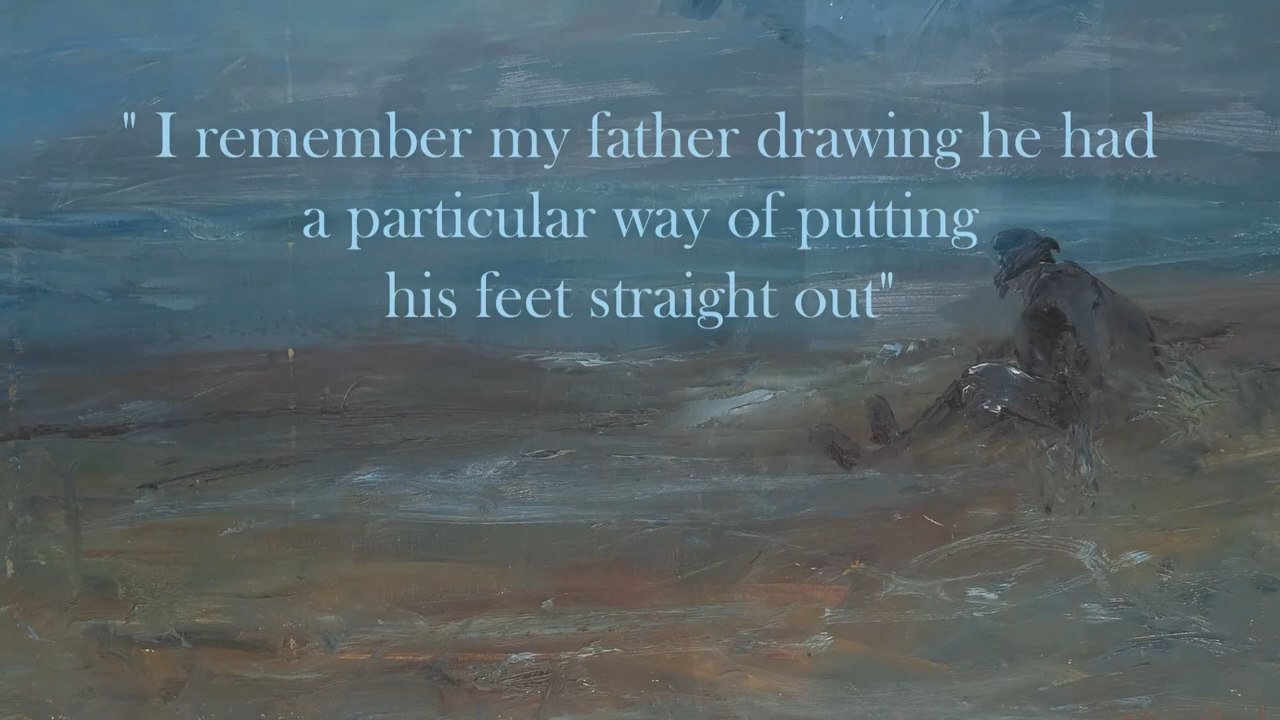 " I remember my father drawing he had
a particular way of putting
his feet straight out"